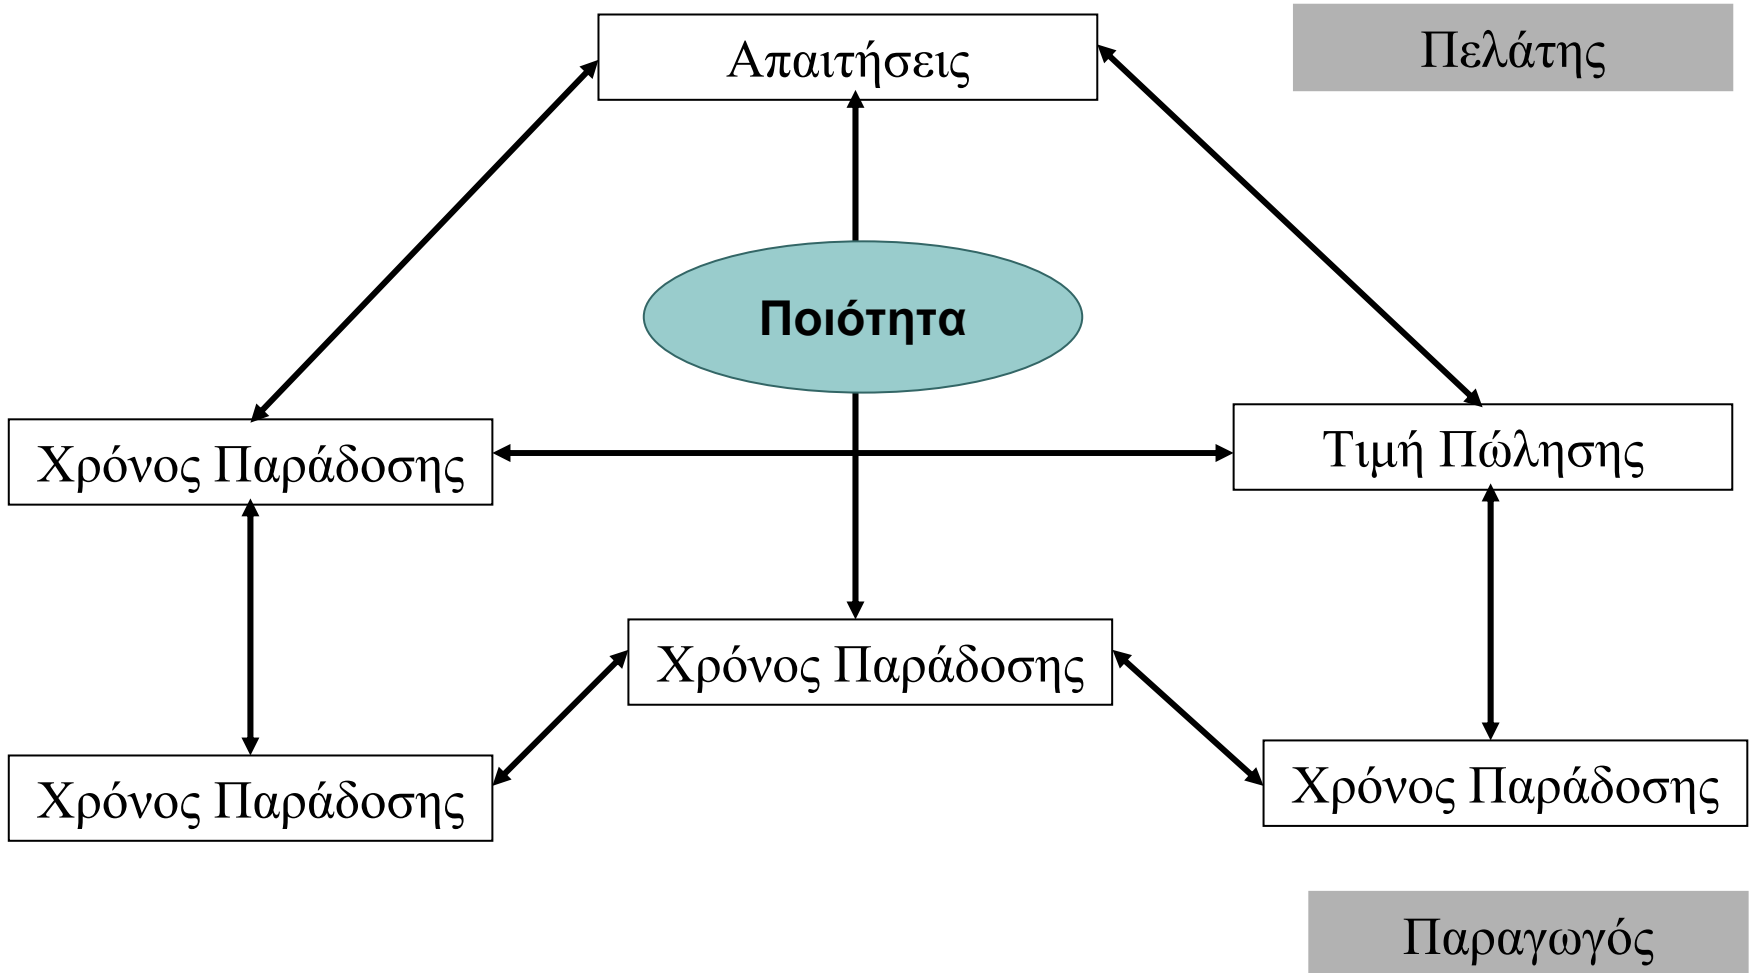 Απαιτήσεις
Πελάτης
Ποιότητα
Χρόνος Παράδοσης
Τιμή Πώλησης
Χρόνος Παράδοσης
Χρόνος Παράδοσης
Χρόνος Παράδοσης
Παραγωγός